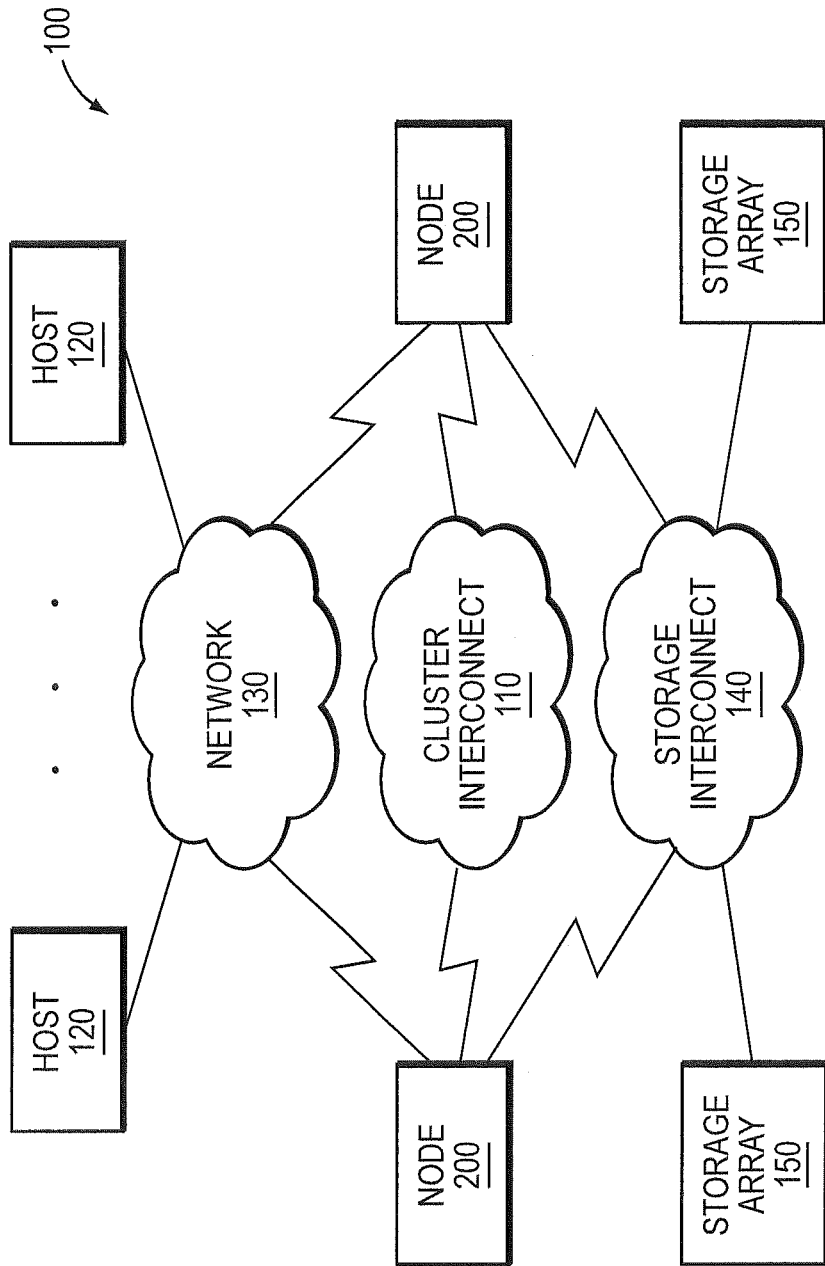 100
HOST
120
HOST
120
NETWORK
130
NODE
200
CLUSTER
INTERCONNECT
110
NODE
200
STORAGE
ARRAY
150
STORAGE
INTERCONNECT
140
STORAGE
ARRAY
150